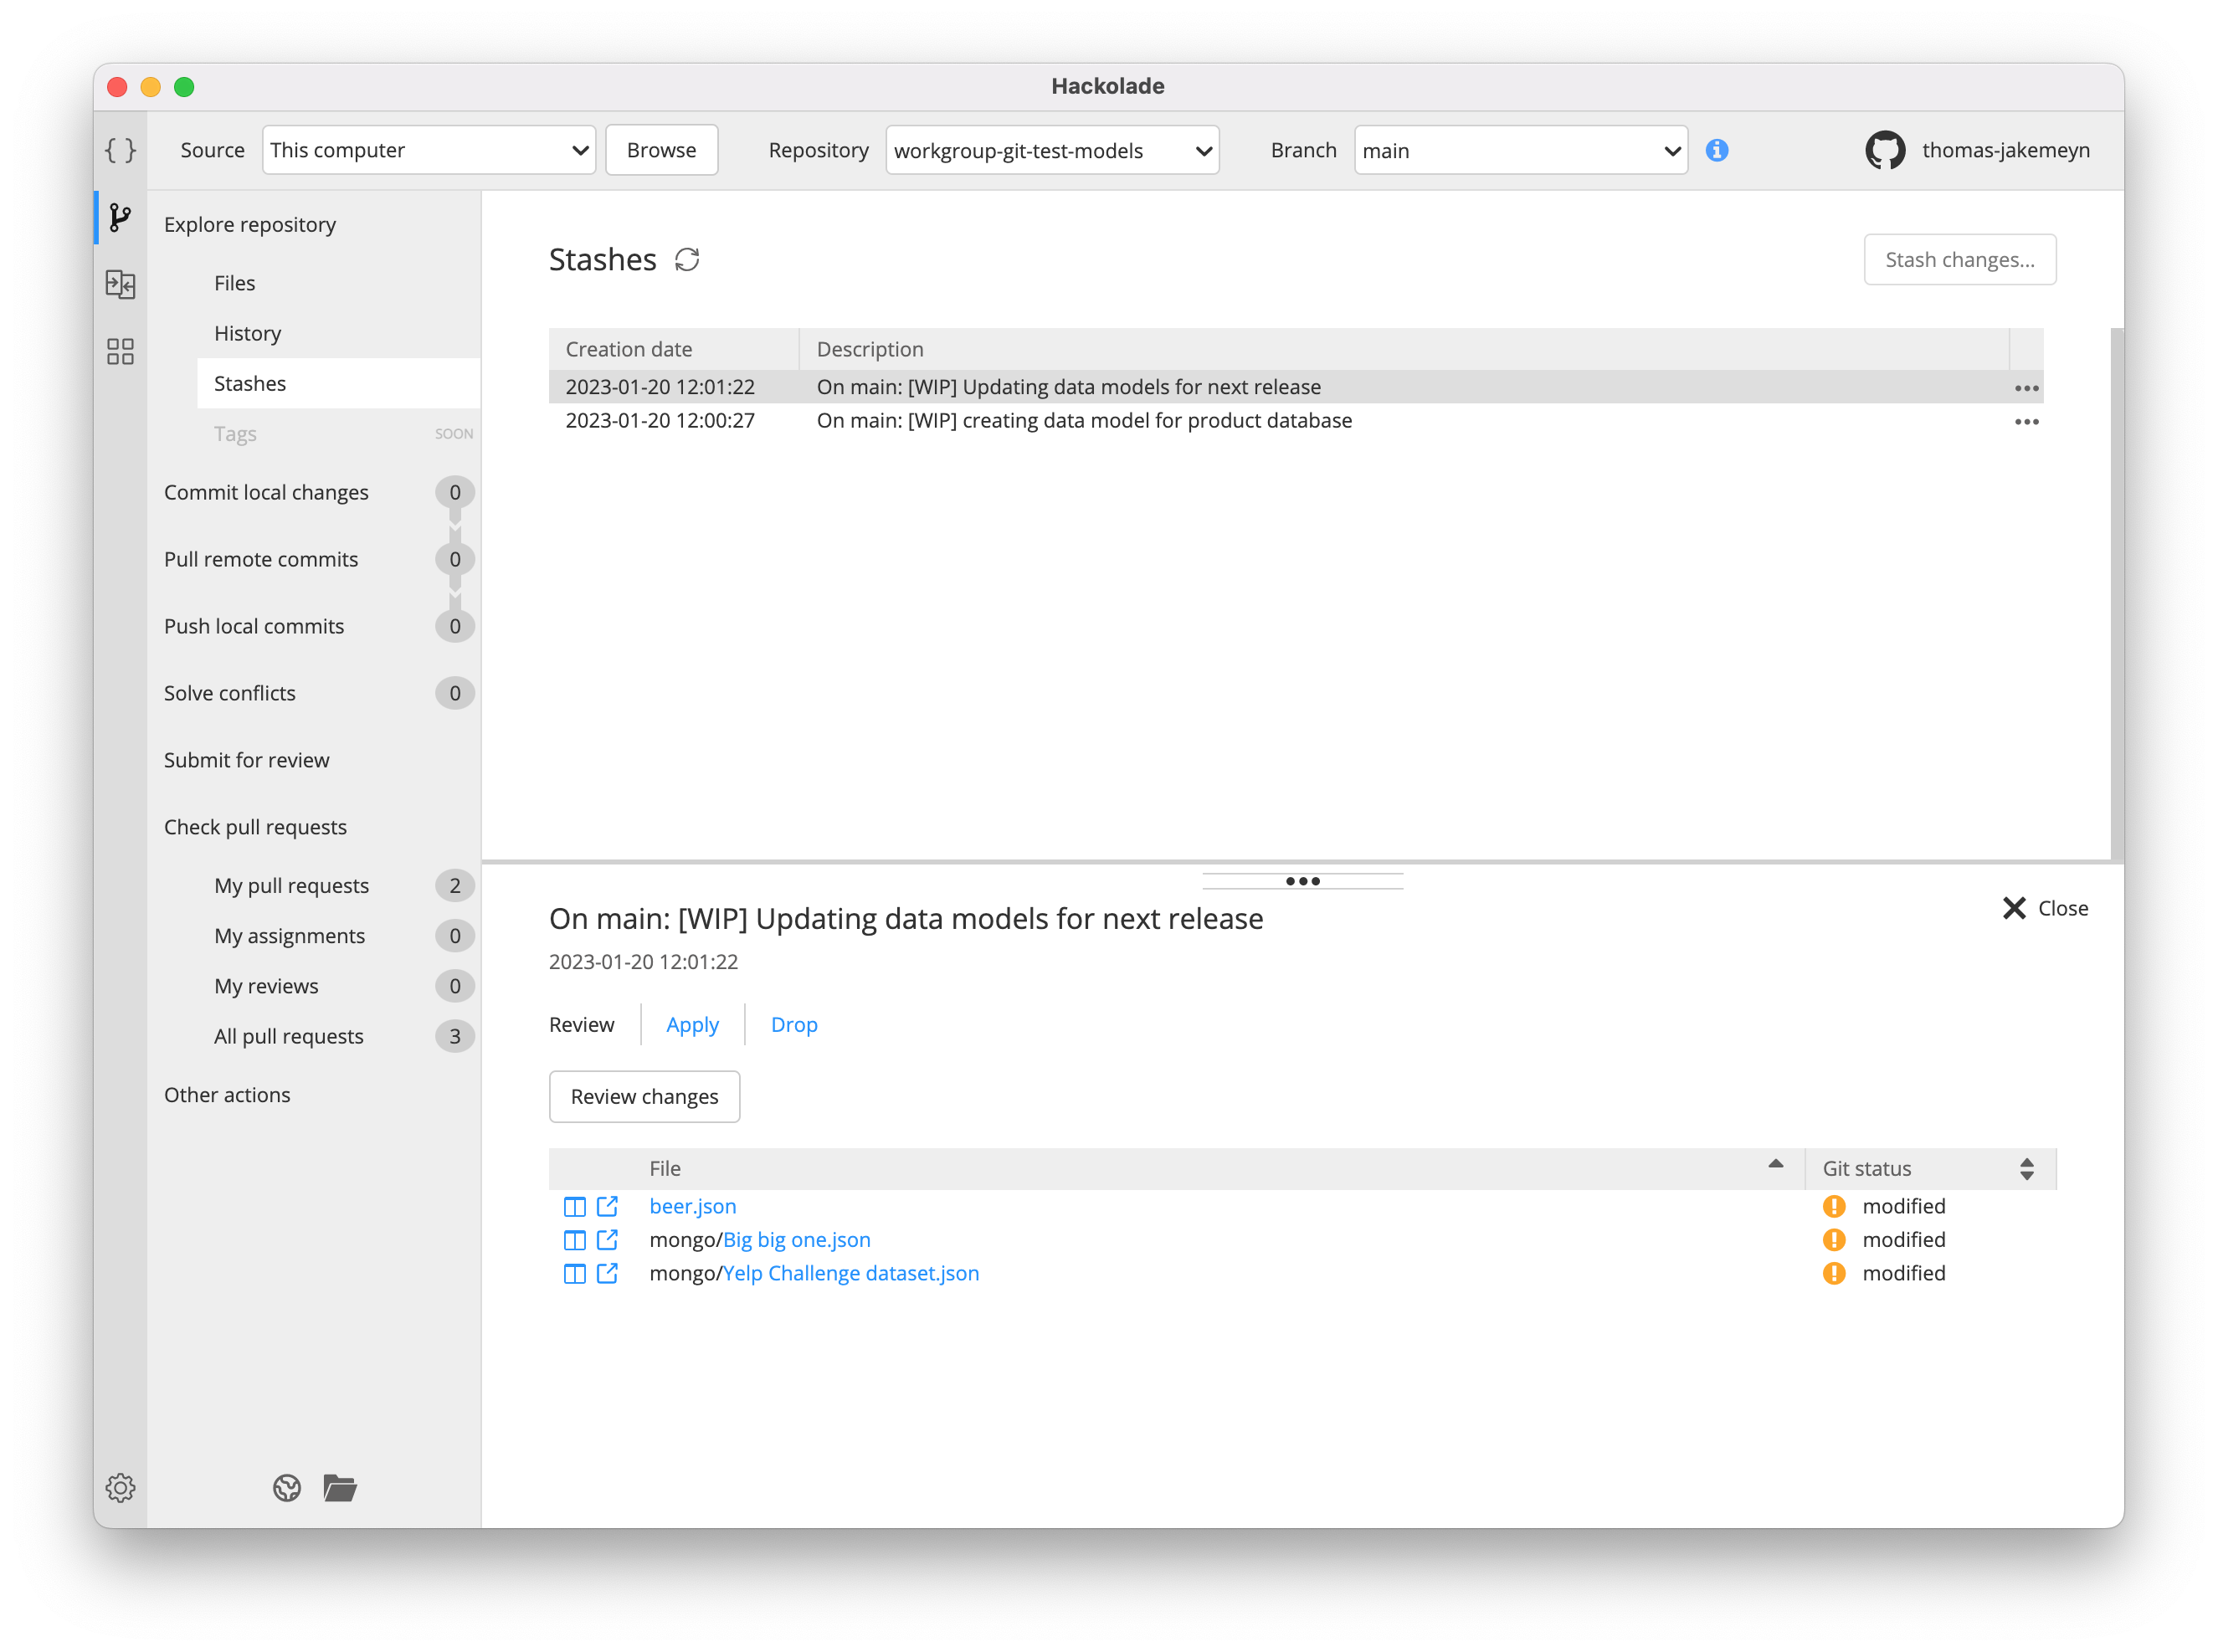 Hackolade
Source This computer Browse Repository workgroup-git-test-models Branch main thomas-jakemeyn
Explore repository
Files
History
Stashes
Tags SOON
Commit local changes 0
Pull remote commits 0
Push local commits 0
Solve conflicts 0
Submit for review
Check pull requests
My pull requests 2
My assignments 0
My reviews 0
All pull requests 3
Other actions
Stashes Stash changes...
Creation date Description
2023-01-20 12:01:22 On main: [WIP] Updating data models for next release
2023-01-20 12:00:27 On main: [WIP] creating data model for product database
On main: [WIP] Updating data models for next release Close
2023-01-20 12:01:22
Review Apply Drop
Review changes
File Git status
beer.json modified
mongo/Big big one.json modified
mongo/Yelp Challenge dataset.json modified